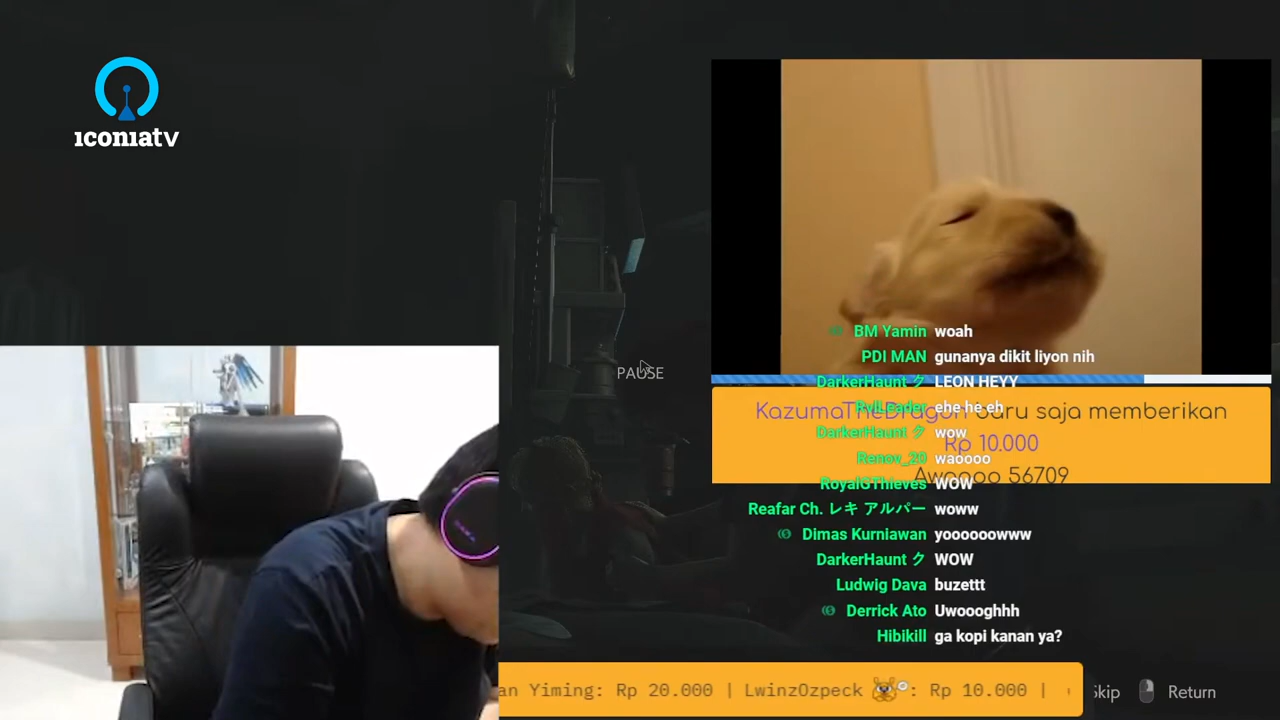 ıconıatv
PAUSE
BM Yamin woah
PDI MAN gunanya dikit liyon nih
DarkerHaunt ク LEON HEYY
ehe he eh
KazumaTheDragon baru saja memberikan
DarkerHaunt ク wow
Rp 10.000
Renov_20 waoooo
Awoooo 56709
RoyalGThieves WOW
Reafar Ch. レキ アルパー woww
Dimas Kurniawan yoooooowww
DarkerHaunt ク WOW
Ludwig Dava buzettt
Derrick Ato Uwoooghhh
Hibikill ga kopi kanan ya?
an Yiming: Rp 20.000 | LwinzOzpeck : Rp 10.000 |
Skip Return